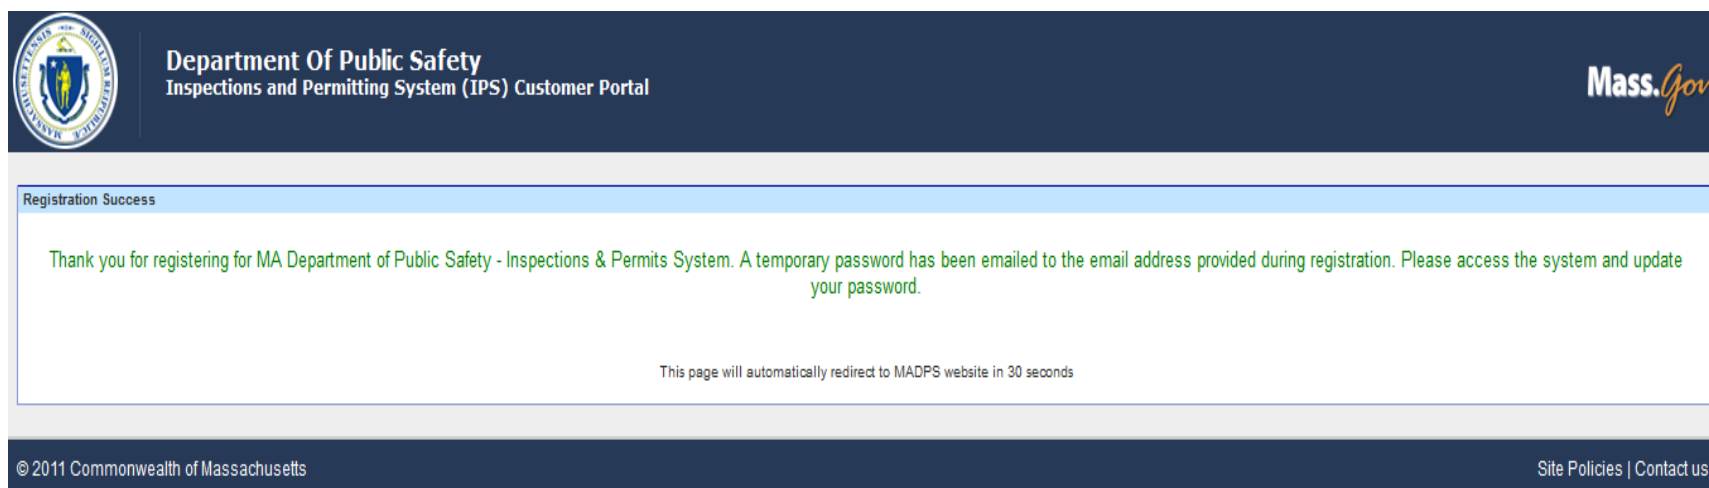 Department Of Public Safety
Inspections and Permitting System (IPS) Customer Portal
Mass.Gov
Registration Success
Thank you for registering for MA Department of Public Safety - Inspections & Permits System. A temporary password has been emailed to the email address provided during registration. Please access the system and update
your password.
This page will automatically redirect to MADPS website in 30 seconds
© 2011 Commonwealth of Massachusetts
Site Policies | Contact us